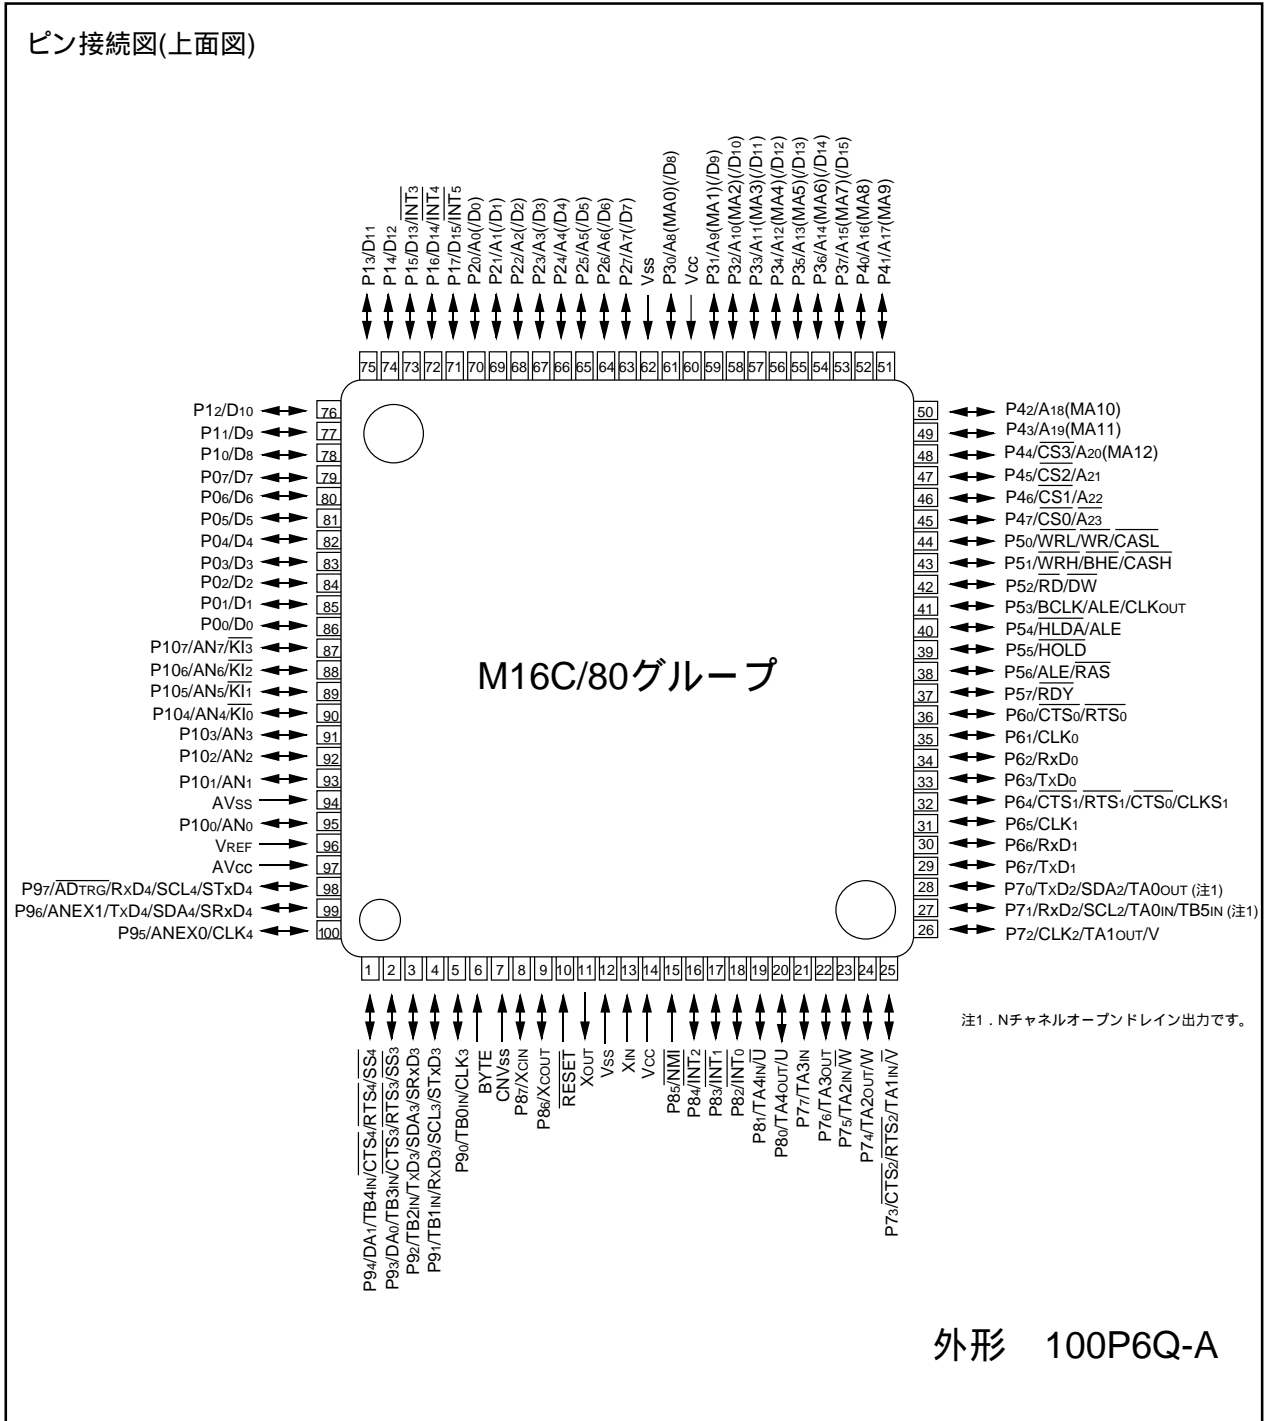 ピン接続図(上面図)
P13/D11
P14/D12
P15/D13/INT3
P16/D14/INT4
P17/D15/INT5
P20/A0(/D0)
P21/A1(/D1)
P22/A2(/D2)
P23/A3(/D3)
P24/A4(/D4)
P25/A5(/D5)
P26/A6(/D6)
P27/A7(/D7)
Vss
P30/A8(MA0)(/D8)
Vcc
P31/A9(MA1)(/D9)
P32/A10(MA2)(/D10)
P33/A11(MA3)(/D11)
P34/A12(MA4)(/D12)
P35/A13(MA5)(/D13)
P36/A14(MA6)(/D14)
P37/A15(MA7)(/D15)
P40/A16(MA8)
P41/A17(MA9)
75 74 73 72 71 70 69 68 67 66 65 64 63 62 61 60 59 58 57 56 55 54 53 52 51
P12/D10 76
P11/D9 77
P10/D8 78
P07/D7 79
P06/D6 80
P05/D5 81
P04/D4 82
P03/D3 83
P02/D2 84
P01/D1 85
P00/D0 86
P107/AN7/KI3 87
P106/AN6/KI2 88
P105/AN5/KI1 89
P104/AN4/KI0 90
P103/AN3 91
P102/AN2 92
P101/AN1 93
AVSS 94
P100/AN0 95
VREF 96
AVCC 97
P97/ADTRG/RXD4/SCL4/STXD4 98
P96/ANEX1/TXD4/SDA4/SRXD4 99
P95/ANEX0/CLK4 100
M16C/80グループ
50 P42/A18(MA10)
49 P43/A19(MA11)
48 P44/CS3/A20(MA12)
47 P45/CS2/A21
46 P46/CS1/A22
45 P47/CS0/A23
44 P50/WRL/WR/CASL
43 P51/WRH/BHE/CASH
42 P52/RD/DW
41 P53/BCLK/ALE/CLKOUT
40 P54/HLDA/ALE
39 P55/HOLD
38 P56/ALE/RAS
37 P57/RDY
36 P60/CTS0/RTS0
35 P61/CLK0
34 P62/RXD0
33 P63/TXD0
32 P64/CTS1/RTS1/CTS0/CLKS1
31 P65/CLK1
30 P66/RXD1
29 P67/TXD1
28 P70/TXD2/SDA2/TA0OUT (注1)
27 P71/RXD2/SCL2/TA0IN/TB5IN (注1)
26 P72/CLK2/TA1OUT/V
1 2 3 4 5 6 7 8 9 10 11 12 13 14 15 16 17 18 19 20 21 22 23 24 25
P94/DA1/TB4IN/CTS4/RTS4/SS4
P93/DA0/TB3IN/CTS3/RTS3/SS3
P92/TB2IN/TXD3/SDA3/SRXD3
P91/TB1IN/RXD3/SCL3/STXD3
P90/TB0IN/CLK3
BYTE
CNVSS
P87/XCIN
P86/XCOUT
RESET
XOUT
VSS
XIN
VCC
P85/NMI
P84/INT2
P83/INT1
P82/INT0
P81/TA4IN/U
P80/TA4OUT/U
P77/TA3IN
P76/TA3OUT
P75/TA2IN/W
P74/TA2OUT/W
P73/CTS2/RTS2/TA1IN/V
注1．Nチャネルオープンドレイン出力です。
外形　100P6Q-A